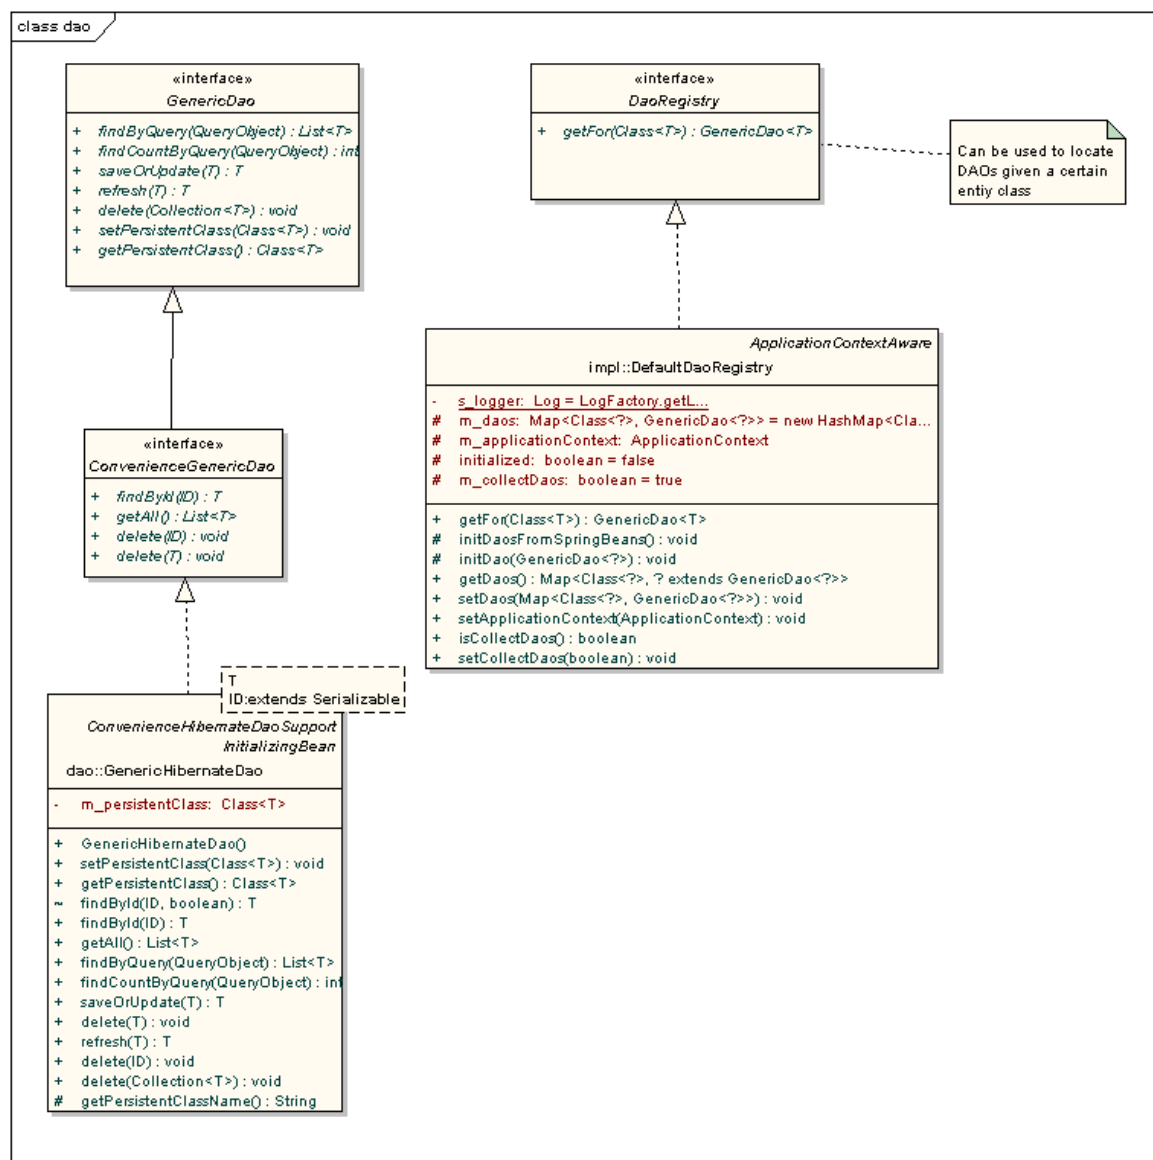 class dao
«interface»
GenericDao
+ findByQuery(QueryObject) : List<T>
+ findCountByQuery(QueryObject) : int
+ saveOrUpdate(T) : T
+ refresh(T) : T
+ delete(Collection<T>) : void
+ setPersistentClass(Class<T>) : void
+ getPersistentClass() : Class<T>
«interface»
DaoRegistry
+ getFor(Class<T>) : GenericDao<T>
Can be used to locate
DAOs given a certain
entiy class
ApplicationContextAware
impl::DefaultDaoRegistry
- s_logger: Log = LogFactory.getL...
# m_daos: Map<Class<?>, GenericDao<?>> = new HashMap<Cla...
# m_applicationContext: ApplicationContext
# initialized: boolean = false
# m_collectDaos: boolean = true
+ getFor(Class<T>) : GenericDao<T>
# initDaosFromSpringBeans() : void
# initDao(GenericDao<?>) : void
+ getDaos() : Map<Class<?>, ? extends GenericDao<?>>
+ setDaos(Map<Class<?>, GenericDao<?>>) : void
+ setApplicationContext(ApplicationContext) : void
+ isCollectDaos() : boolean
+ setCollectDaos(boolean) : void
«interface»
ConvenienceGenericDao
+ findById(ID) : T
+ getAll() : List<T>
+ delete(ID) : void
+ delete(T) : void
T
ID:extends Serializable
ConvenienceHibernateDaoSupport
InitializingBean
dao::GenericHibernateDao
- m_persistentClass: Class<T>
+ GenericHibernateDao()
+ setPersistentClass(Class<T>) : void
+ getPersistentClass() : Class<T>
~ findById(ID, boolean) : T
+ findById(ID) : T
+ getAll() : List<T>
+ findByQuery(QueryObject) : List<T>
+ findCountByQuery(QueryObject) : int
+ saveOrUpdate(T) : T
+ delete(T) : void
+ refresh(T) : T
+ delete(ID) : void
+ delete(Collection<T>) : void
# getPersistentClassName() : String